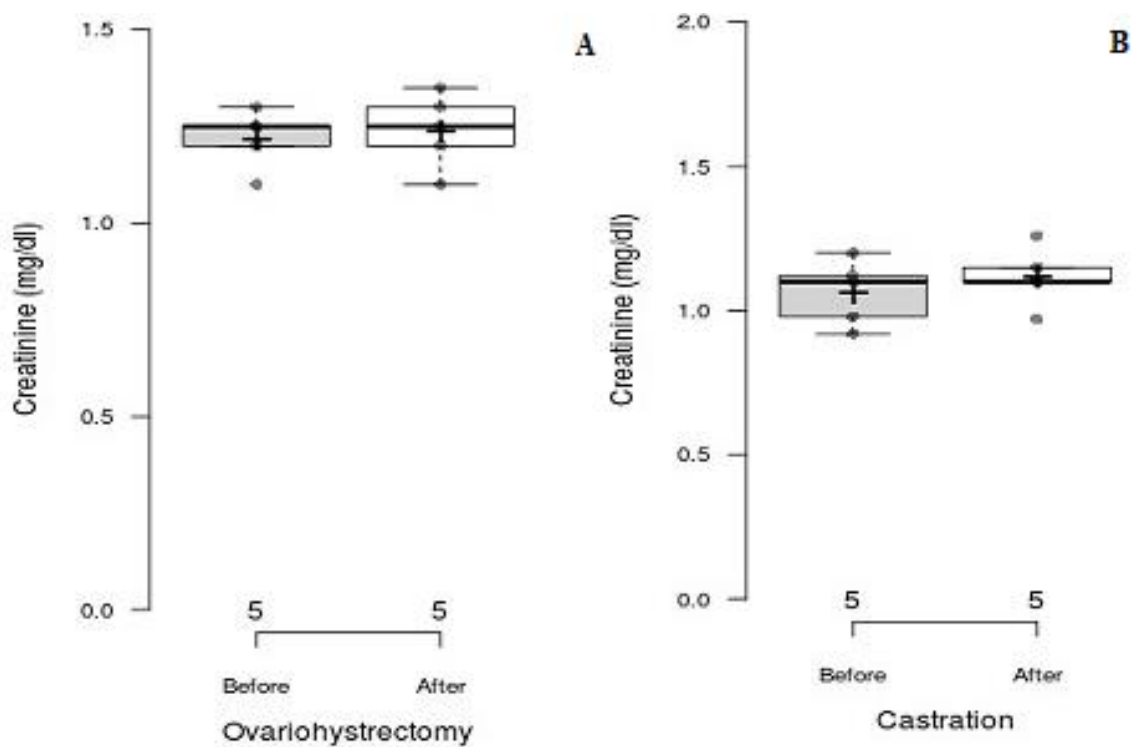 A
1.5
1.0
0.5
0.0
Creatinine (mg/dl)
5 5
Before After
Ovariohystrectomy
B
2.0
1.5
1.0
0.5
0.0
Creatinine (mg/dl)
5 5
Before After
Castration